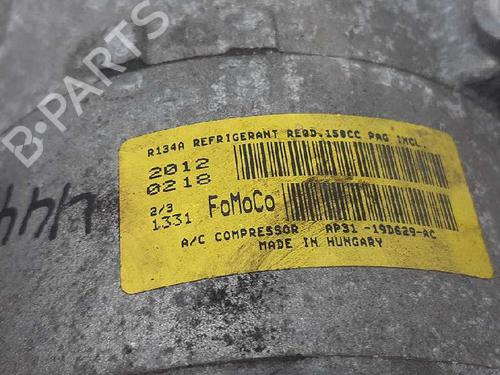 B-PARTS
R134A REFRIGERANT REQD.150CC PAG INCL.
2012
0218
2/3
1331
FoMoCo
A/C COMPRESSOR AP31 -19D629-AC
MADE IN HUNGARY